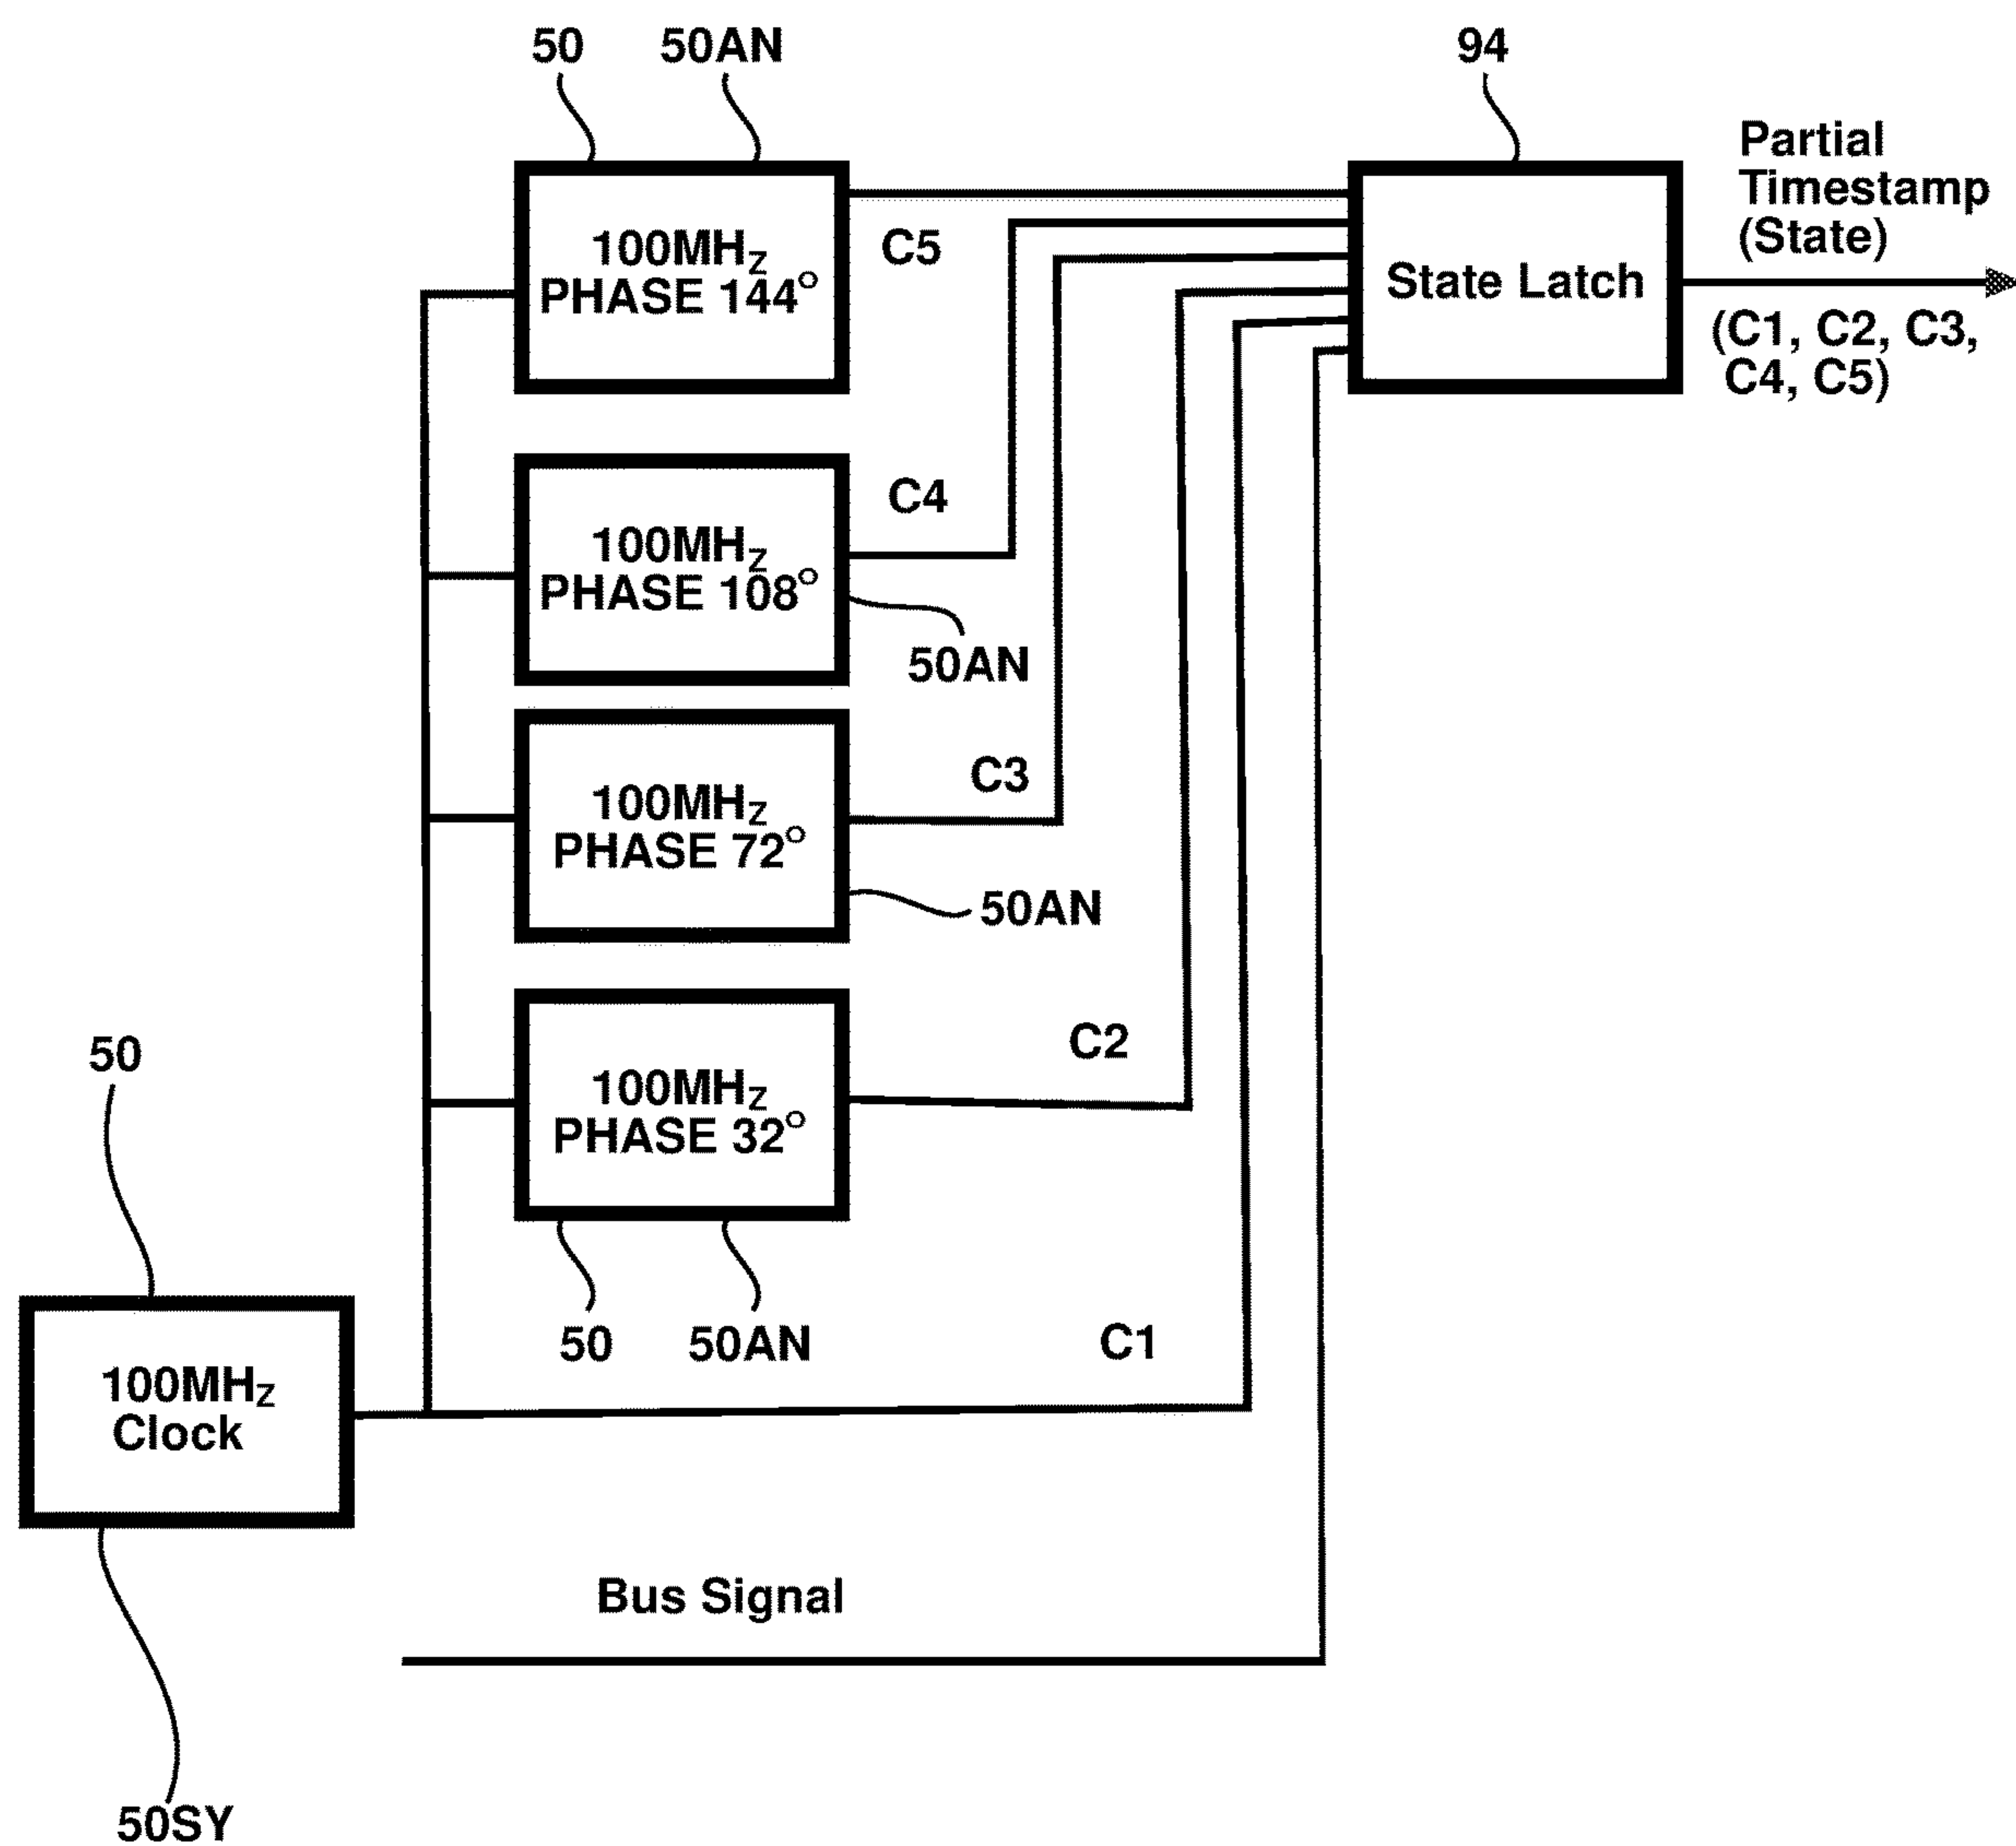 50
50AN
94
Partial
Timestamp
(State)
100MHz
PHASE 144°
C5
State Latch
(C1, C2, C3,
C4, C5)
C4
100MHz
PHASE 108°
50AN
C3
100MHz
PHASE 72°
50AN
C2
100MHz
PHASE 32°
50
50
50AN
C1
100MHz
Clock
Bus Signal
50SY